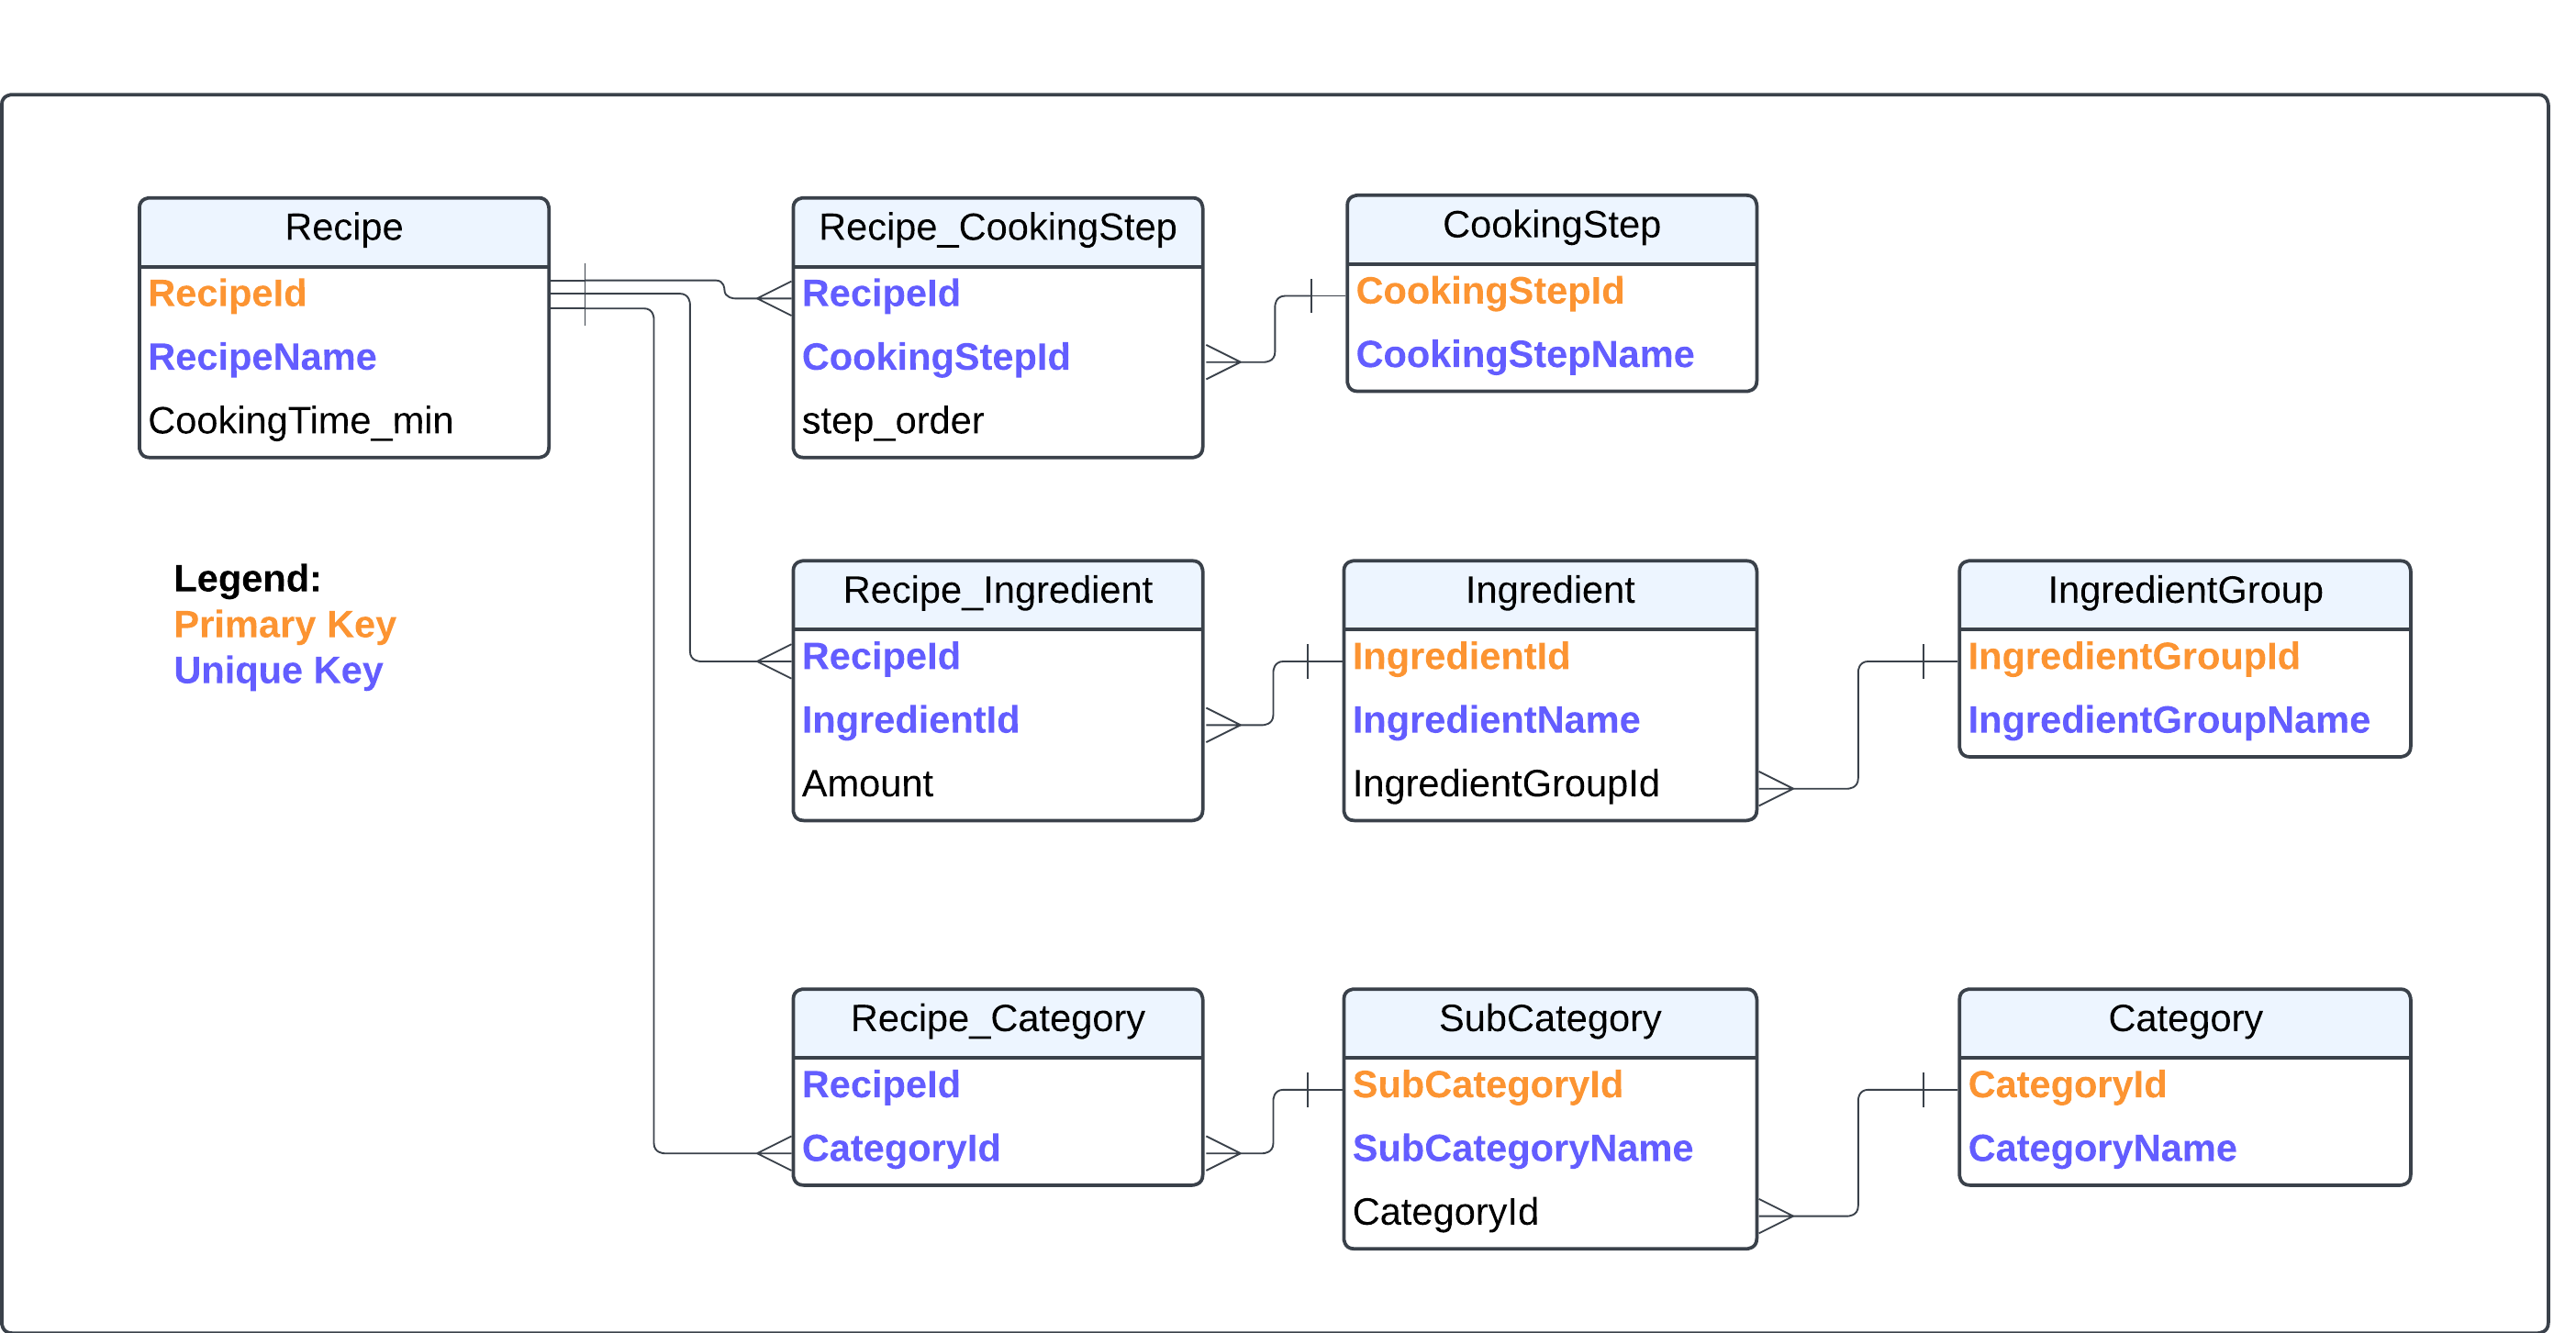 Recipe
RecipeId
RecipeName
CookingTime_min
Recipe_CookingStep
RecipeId
CookingStepId
step_order
CookingStep
CookingStepId
CookingStepName
Legend:
Primary Key
Unique Key
Recipe_Ingredient
RecipeId
IngredientId
Amount
Ingredient
IngredientId
IngredientName
IngredientGroupId
IngredientGroup
IngredientGroupId
IngredientGroupName
Recipe_Category
RecipeId
CategoryId
SubCategory
SubCategoryId
SubCategoryName
CategoryId
Category
CategoryId
CategoryName